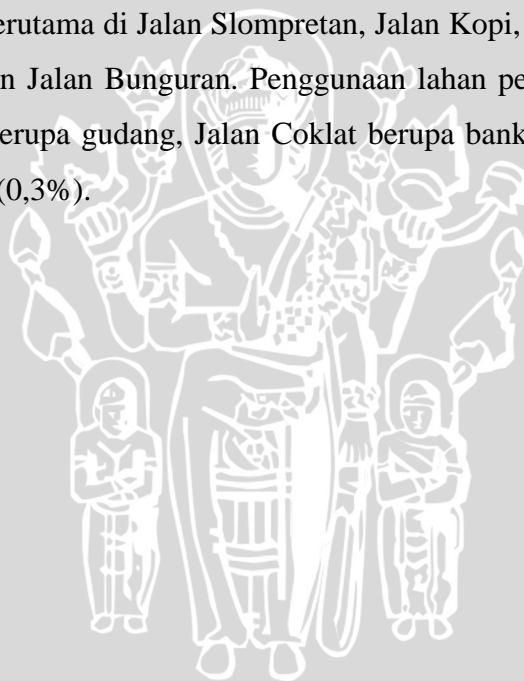 erutama di Jalan Slompretan, Jalan Kopi,
n Jalan Bunguran. Penggunaan lahan pe
erupa gudang, Jalan Coklat berupa bank
(0,3%).